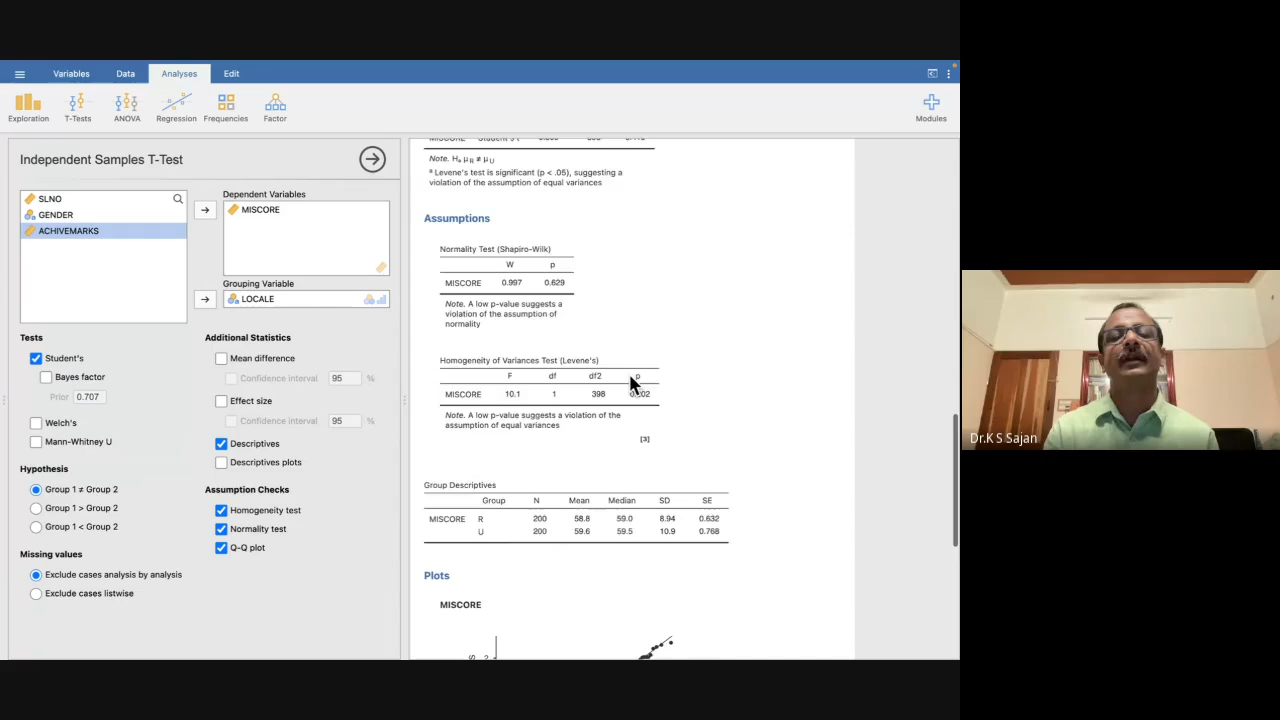 Variables Data Analyses Edit
Exploration T-Tests ANOVA Regression Frequencies Factor Modules
Independent Samples T-Test
SLNO
GENDER
ACHIVEMARKS
Dependent Variables
MISCORE
Grouping Variable
LOCALE
Tests
Student's
Bayes factor
Prior 0.707
Welch's
Mann-Whitney U
Hypothesis
Group 1 ≠ Group 2
Group 1 > Group 2
Group 1 < Group 2
Missing values
Exclude cases analysis by analysis
Exclude cases listwise
Additional Statistics
Mean difference
Confidence interval 95 %
Effect size
Confidence interval 95 %
Descriptives
Descriptives plots
Assumption Checks
Homogeneity test
Normality test
Q-Q plot
MISCORE Student's t
Note. Hₐ μ R ≠ μ U
ᵃ Levene's test is significant (p < .05), suggesting a
violation of the assumption of equal variances
Assumptions
Normality Test (Shapiro-Wilk)
W p
MISCORE 0.997 0.629
Note. A low p-value suggests a
violation of the assumption of
normality
Homogeneity of Variances Test (Levene's)
F df df2 p
MISCORE 10.1 1 398
Note. A low p-value suggests a violation of the
assumption of equal variances
[3]
Group Descriptives
Group N Mean Median SD SE
MISCORE R 200 58.8 59.0 8.94 0.632
U 200 59.6 59.5 10.9 0.768
Plots
MISCORE
2
Dr.K S Sajan